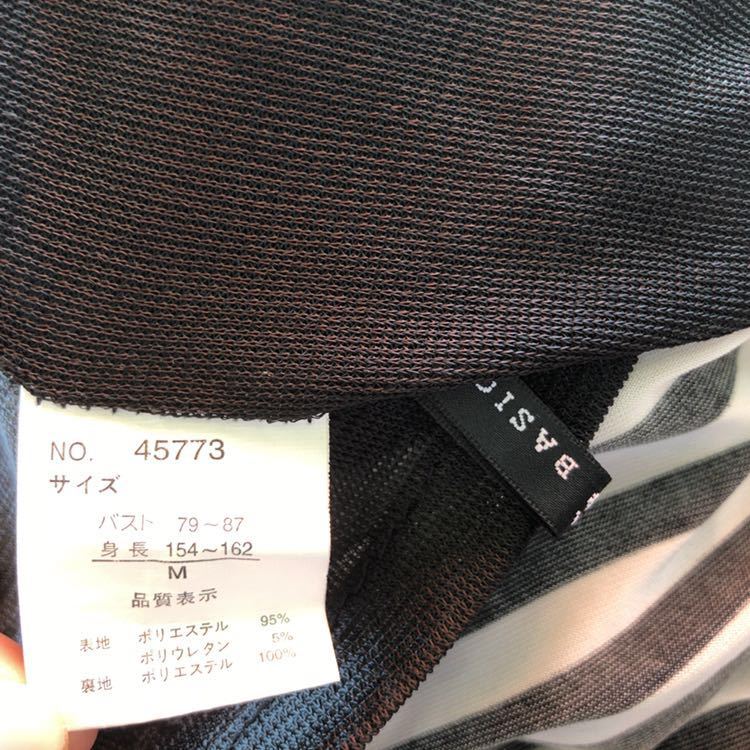 NO. 45773
サイズ
バスト 79～87
身長 154～162
M
品質表示
表地 ポリエステル 95%
ポリウレタン 5%
裏地 ポリエステル 100%
BASIC